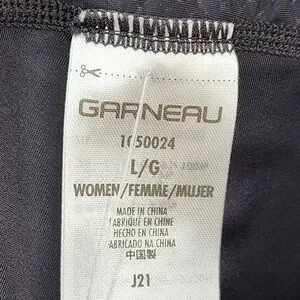 GARNEAU
1050024
L/G
WOMEN/FEMME/MUJER
MADE IN CHINA
FABRIQUE EN CHINE
HECHO EN CHINA
FABRICADO NA CHINA
中国製
J21